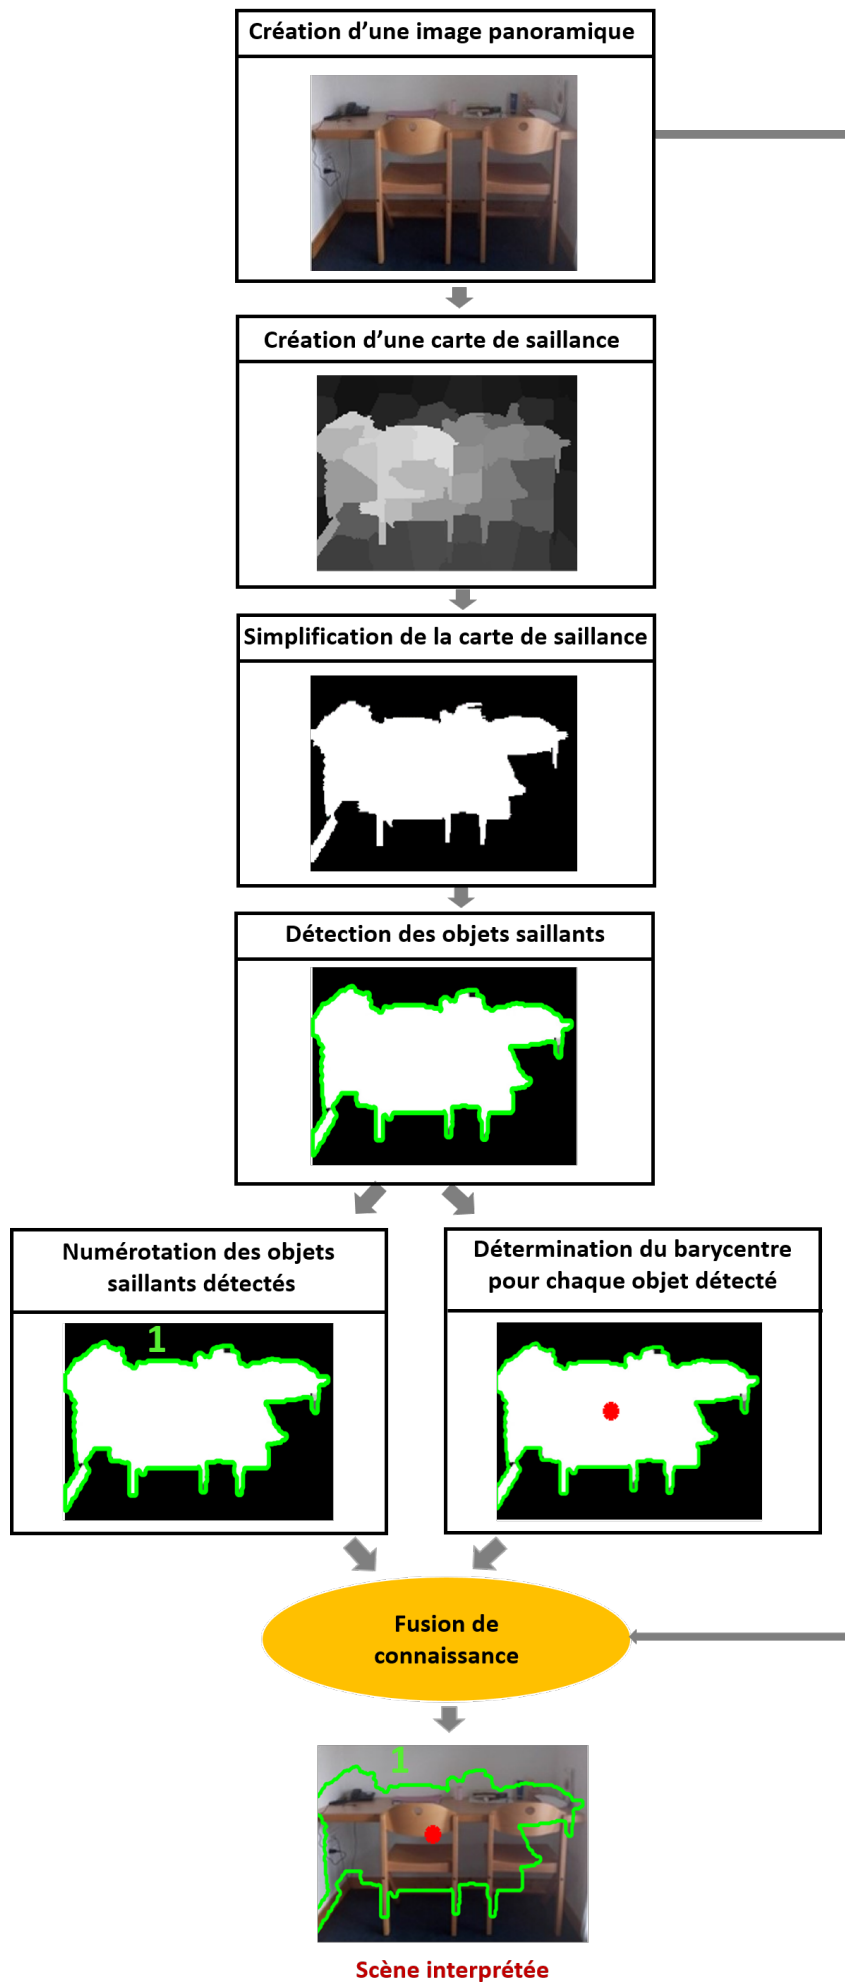 Création d’une image panoramique
Création d’une carte de saillance
Simplification de la carte de saillance
Détection des objets saillants
Numérotation des objets
saillants détectés
Détermination du barycentre
pour chaque objet détecté
1
Fusion de
connaissance
1
Scène interprétée